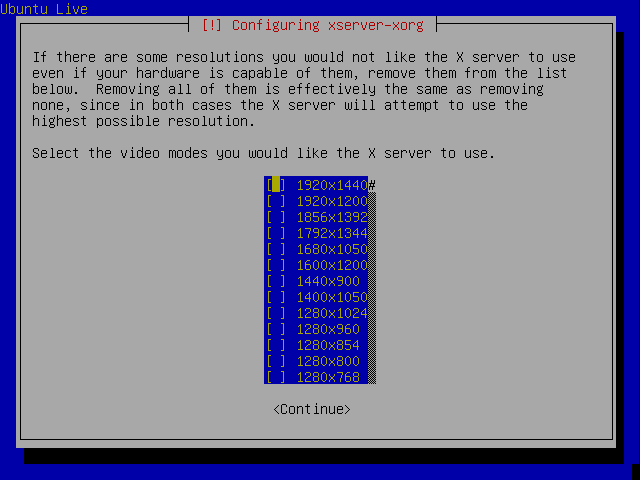 Ubuntu Live
[!] Configuring xserver-xorg
If there are some resolutions you would not like the X server to use
even if your hardware is capable of them, remove them from the list
below.  Removing all of them is effectively the same as removing
none, since in both cases the X server will attempt to use the
highest possible resolution.
Select the video modes you would like the X server to use.
[ ] 1920x1440#
[ ] 1920x1200
[ ] 1856x1392
[ ] 1792x1344
[ ] 1680x1050
[ ] 1600x1200
[ ] 1440x900
[ ] 1400x1050
[ ] 1280x1024
[ ] 1280x960
[ ] 1280x854
[ ] 1280x800
[ ] 1280x768
<Continue>